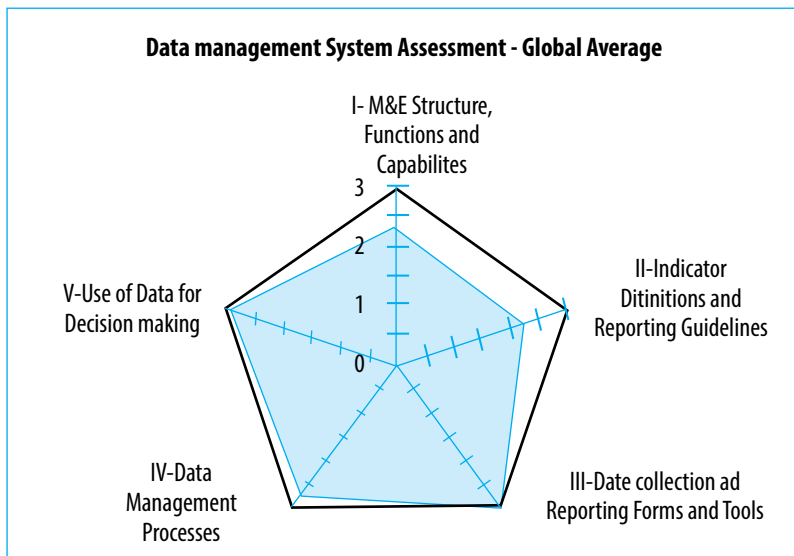 Data management System Assessment - Global Average
I- M&E Structure,
Functions and
Capabilites
3
2
1
0
II-Indicator
Ditinitions and
Reporting Guidelines
III-Date collection ad
Reporting Forms and Tools
IV-Data
Management
Processes
V-Use of Data for
Decision making